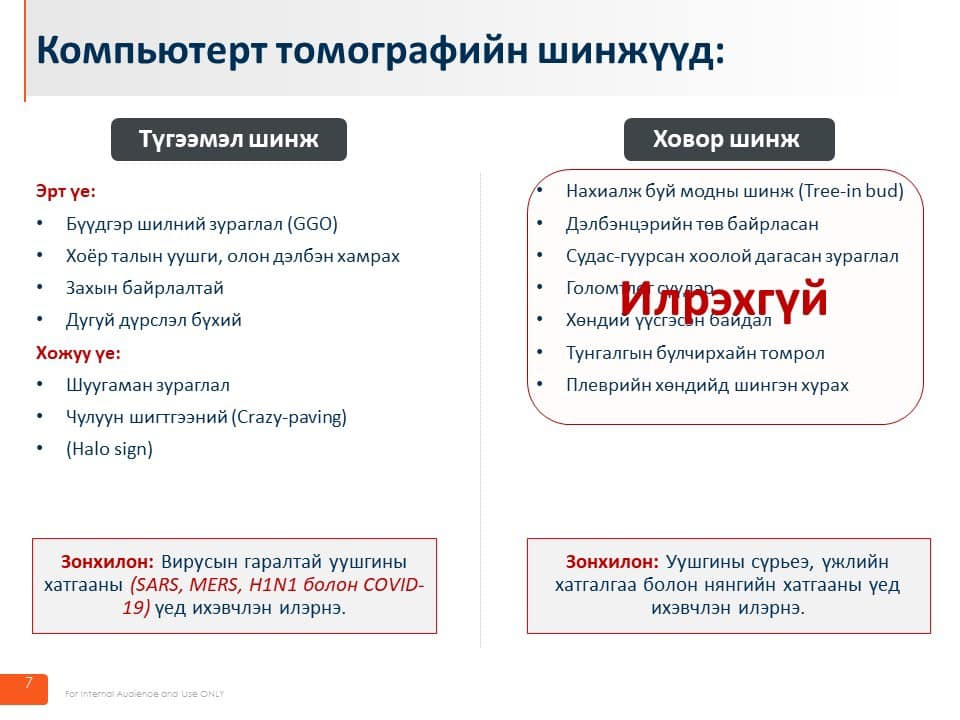 Компьютерт томографийн шинжүүд:
Түгээмэл шинж
Эрт үе:
• Бүүдгэр шилний зураглал (GGO)
• Хоёр талын уушги, олон дэлбэн хамрах
• Захын байрлалтай
• Дугуй дүрслэл бүхий
Хожуу үе:
• Шуугаман зураглал
• Чулуун шигтгээний (Crazy-paving)
• (Halo sign)
Зонхилон: Вирусын гаралтай уушгины
хатгааны (SARS, MERS, H1N1 болон COVID-
19) үед ихэвчлэн илэрнэ.
Ховор шинж
• Нахиалж буй модны шинж (Tree-in bud)
• Дэлбэнцэрийн төв байрласан
• Судас-гуурсан хоолой дагасан зураглал
• Голомтлог сүүдэр
Илрэхгүй
• Хөндий үүсгэсэн байдал
• Тунгалгын булчирхайн томрол
• Плеврийн хөндийд шингэн хурах
Зонхилон: Уушгины сүрьеэ, үжлийн
хатгалгаа болон нянгийн хатгааны үед
ихэвчлэн илэрнэ.
7
For Internal Audience and Use ONLY